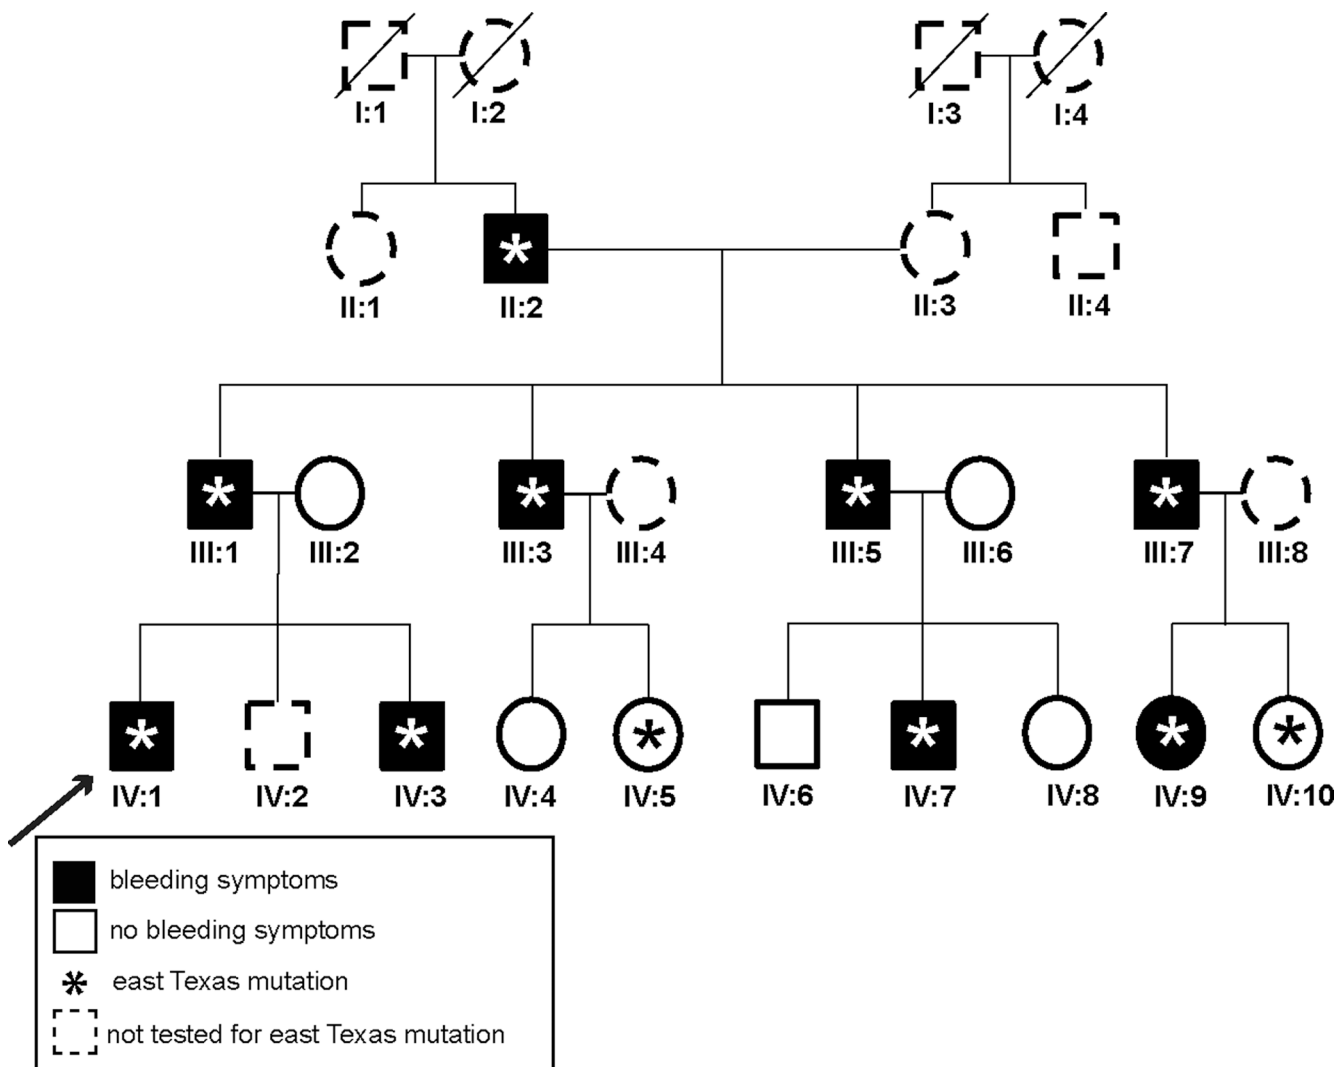 I:1 I:2 I:3 I:4
II:1 II:2 II:3 II:4
III:1 III:2 III:3 III:4 III:5 III:6 III:7 III:8
IV:1 IV:2 IV:3 IV:4 IV:5 IV:6 IV:7 IV:8 IV:9 IV:10
bleeding symptoms
no bleeding symptoms
* east Texas mutation
not tested for east Texas mutation